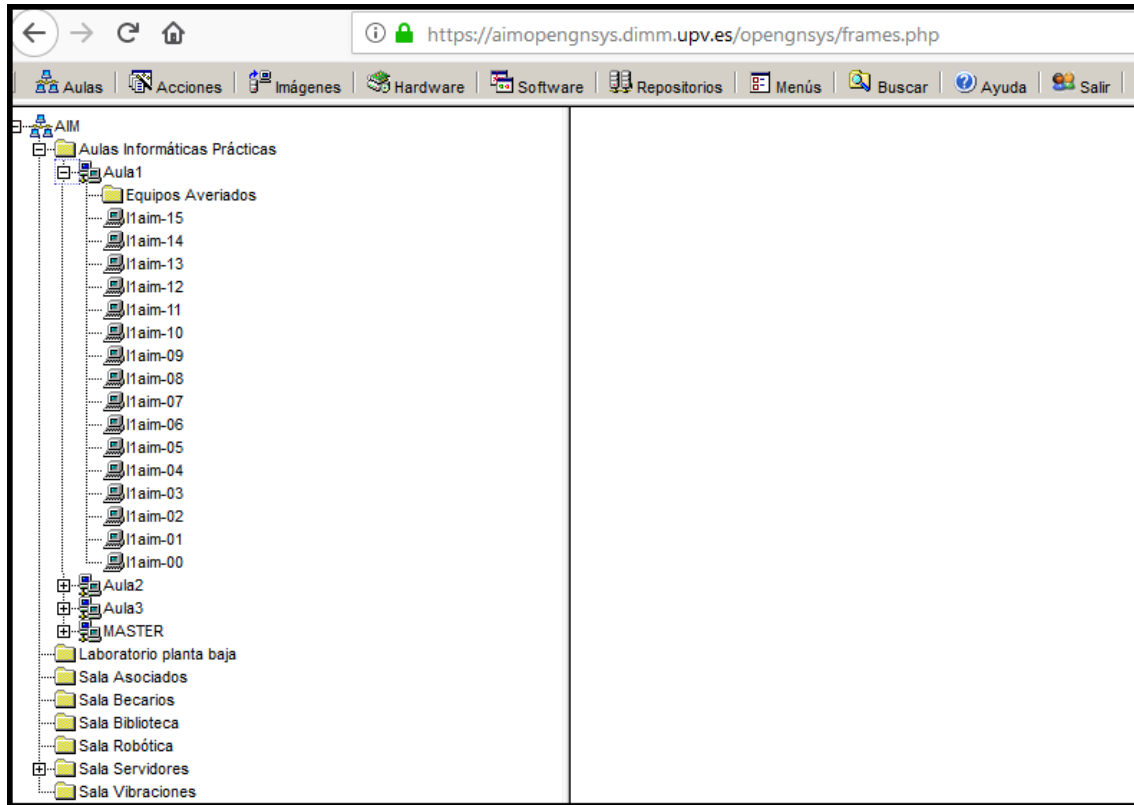 https://aimopengnsys.dimm.upv.es/opengnsys/frames.php
Aulas Acciones Imágenes Hardware Software Repositorios Menús Buscar Ayuda Salir
AIM
Aulas Informáticas Prácticas
Aula1
Equipos Averiados
l1aim-15
l1aim-14
l1aim-13
l1aim-12
l1aim-11
l1aim-10
l1aim-09
l1aim-08
l1aim-07
l1aim-06
l1aim-05
l1aim-04
l1aim-03
l1aim-02
l1aim-01
l1aim-00
Aula2
Aula3
MASTER
Laboratorio planta baja
Sala Asociados
Sala Becarios
Sala Biblioteca
Sala Robótica
Sala Servidores
Sala Vibraciones